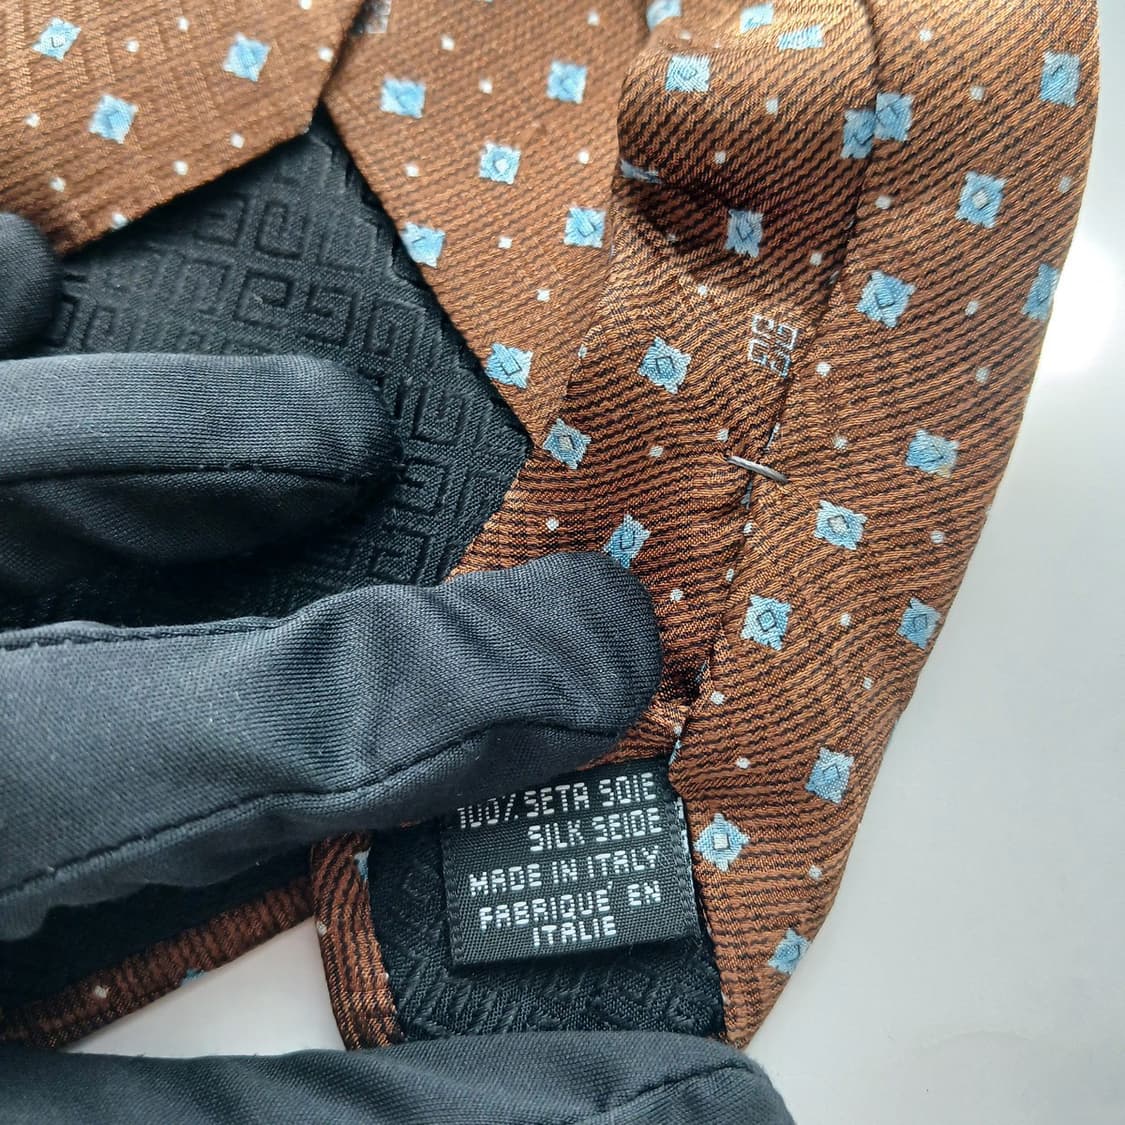 100% SETA SOIE
SILK SEIDE
MADE IN ITALY
FABRIQUE' EN
ITALIE